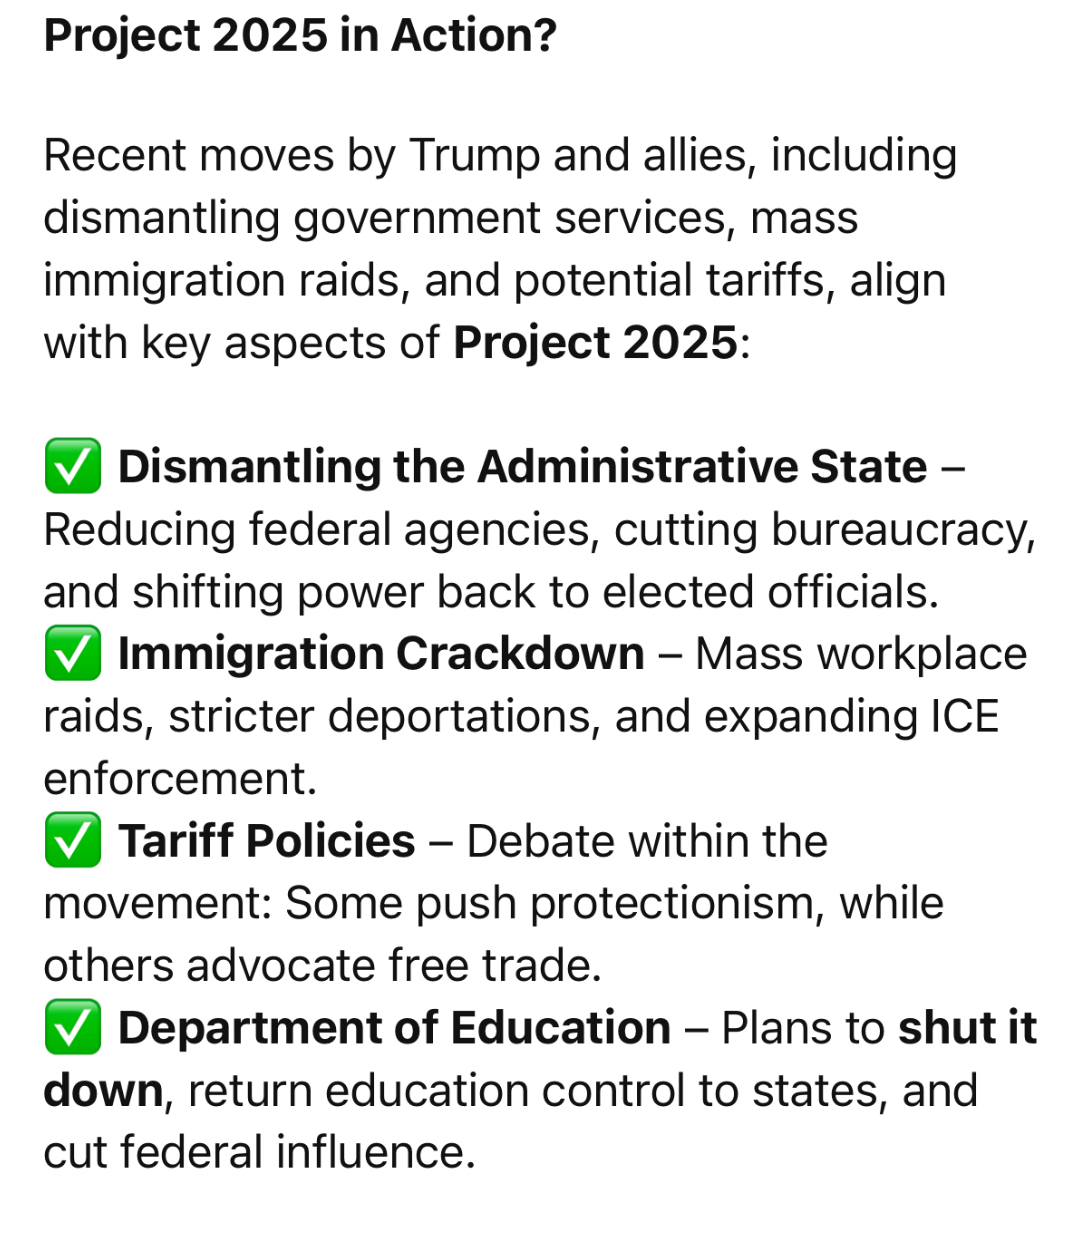 Project 2025 in Action?
Recent moves by Trump and allies, including
dismantling government services, mass
immigration raids, and potential tariffs, align
with key aspects of Project 2025:
✅ Dismantling the Administrative State –
Reducing federal agencies, cutting bureaucracy,
and shifting power back to elected officials.
✅ Immigration Crackdown – Mass workplace
raids, stricter deportations, and expanding ICE
enforcement.
✅ Tariff Policies – Debate within the
movement: Some push protectionism, while
others advocate free trade.
✅ Department of Education – Plans to shut it
down, return education control to states, and
cut federal influence.